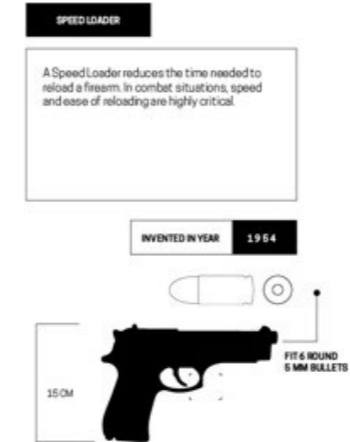 SPEED LOADER
A Speed Loader reduces the time needed to
reload a firearm. In combat situations, speed
and ease of reloading are highly critical.
INVENTED IN YEAR 1954
FIT 6 ROUND
5 MM BULLETS
15 CM